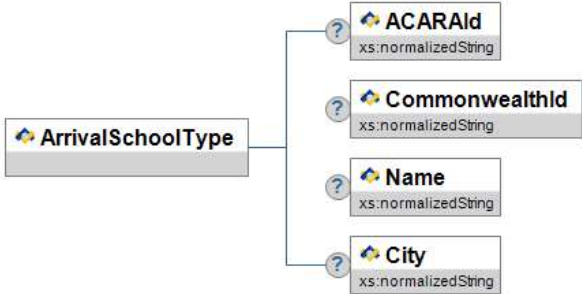 ACARAId
xs:normalizedString
CommonwealthId
xs:normalizedString
ArrivalSchoolType
Name
xs:normalizedString
City
xs:normalizedString
?
?
?
?